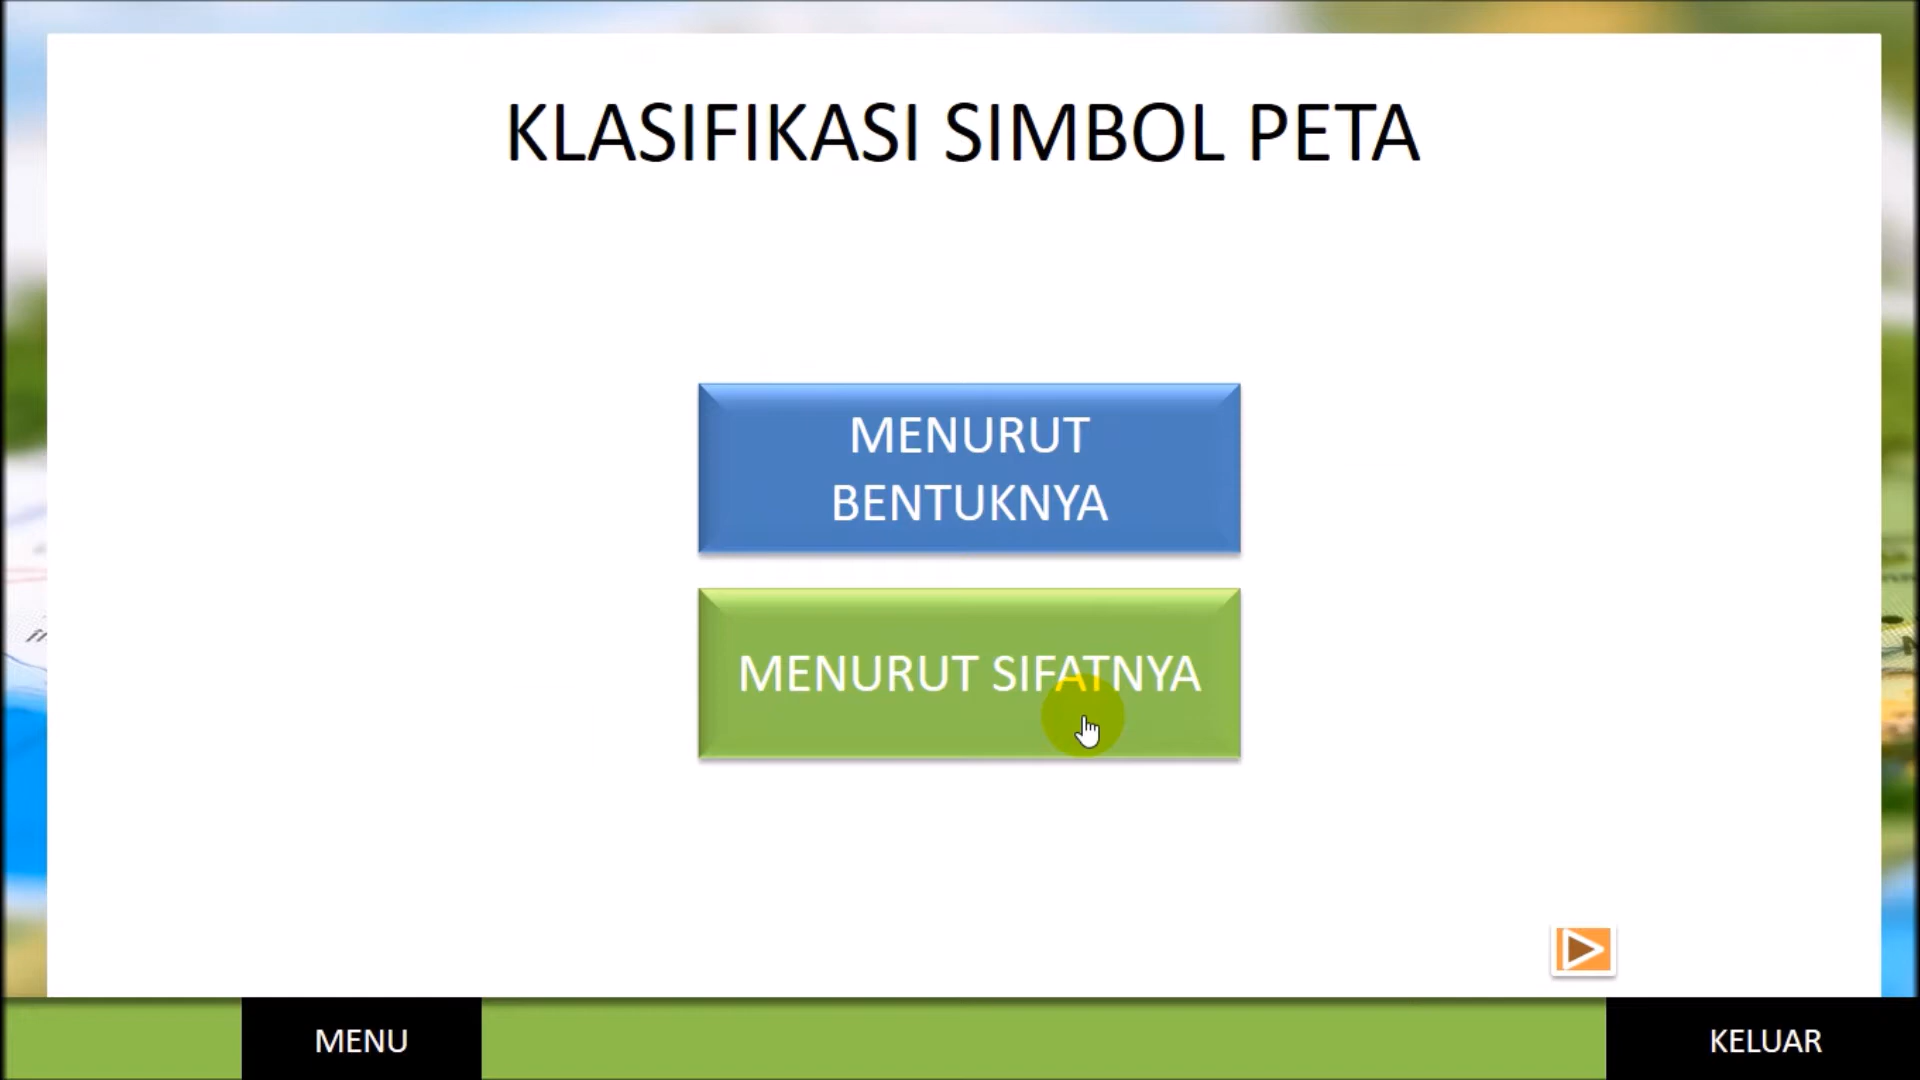 KLASIFIKASI SIMBOL PETA
MENURUT
BENTUKNYA
MENURUT SIFATNYA
MENU
KELUAR